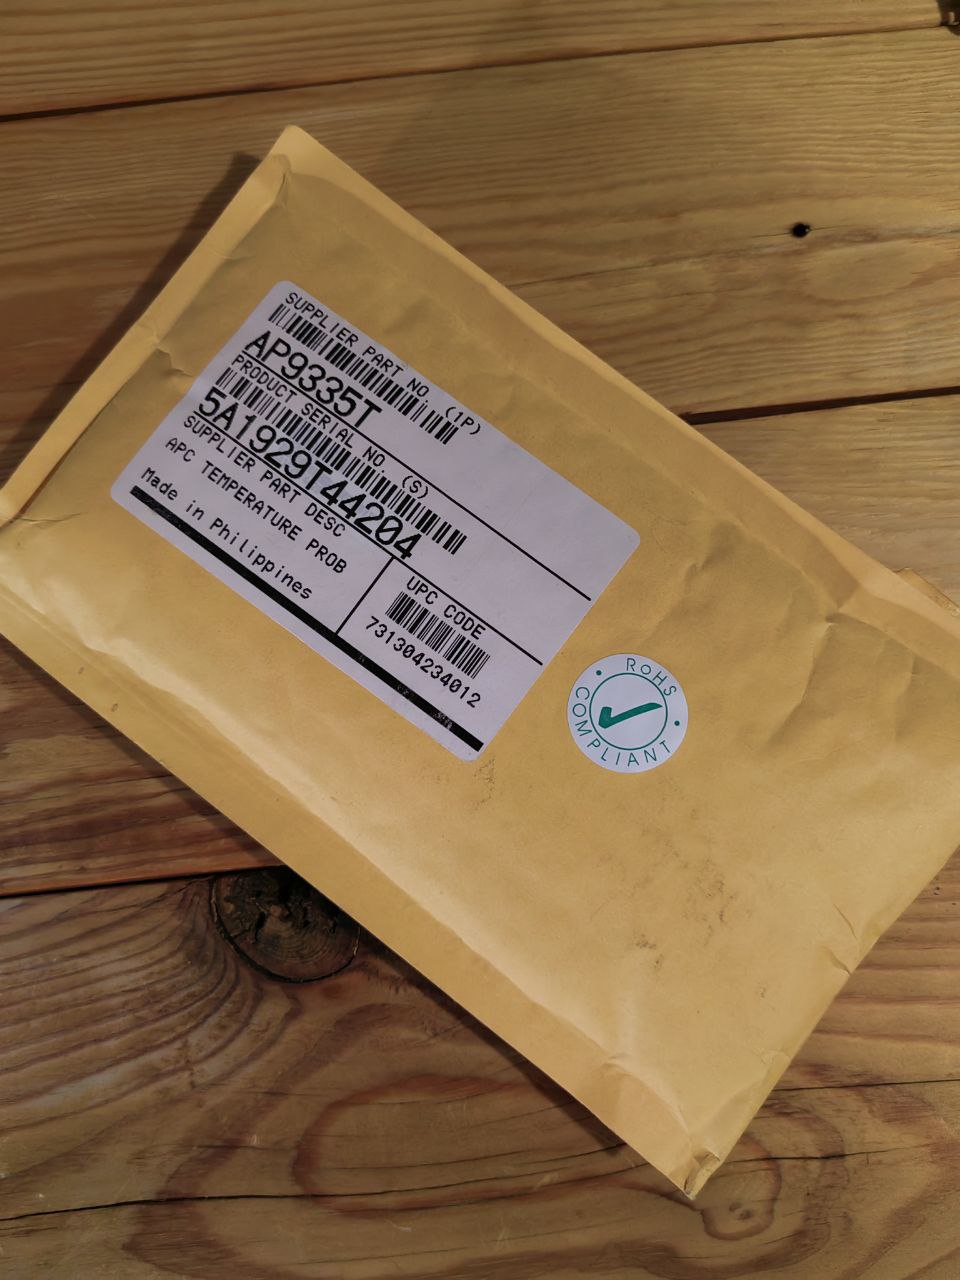 SUPPLIER PART NO (1P)
AP9335T
PRODUCT SERIAL NO (S)
5A1929T44204
SUPPLIER PART DESC
APC TEMPERATURE PROB
Made in Philippines
UPC CODE
731304234012
RoHS
COMPLIANT